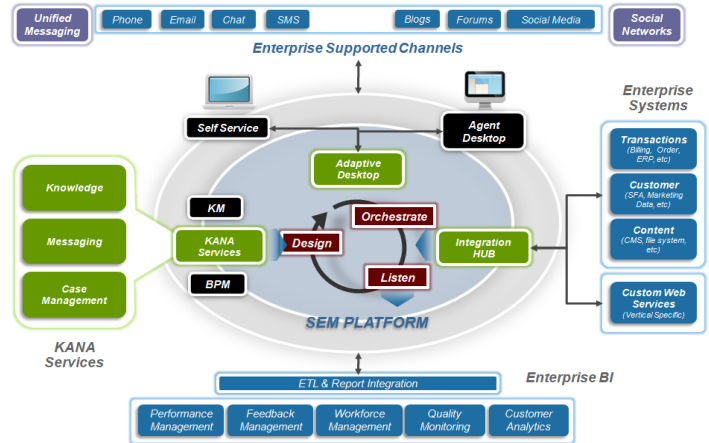 Unified
Messaging
Phone
Email
Chat
SMS
Blogs
Forums
Social Media
Social
Networks
Enterprise Supported Channels
Enterprise
Systems
Self Service
Agent
Desktop
Adaptive
Desktop
Transactions
(Billing, Order,
ERP, etc)
Customer
(SFA, Marketing
Data, etc)
Content
(CMS, file system,
etc)
Custom Web
Services
(Vertical Specific)
Knowledge
Messaging
Case
Management
KANA
Services
KM
KANA
Services
BPM
Design
Orchestrate
Listen
Integration
HUB
SEM PLATFORM
ETL & Report Integration
Enterprise BI
Performance
Management
Feedback
Management
Workforce
Management
Quality
Monitoring
Customer
Analytics